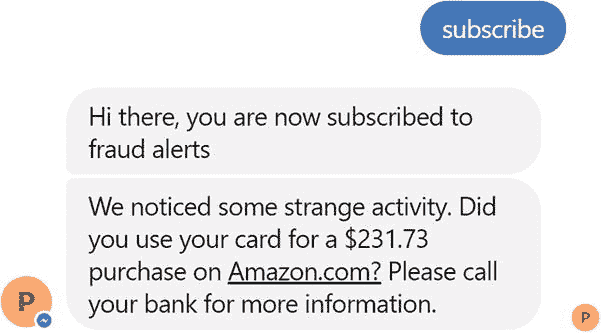 subscribe
Hi there, you are now subscribed to
fraud alerts
We noticed some strange activity. Did
you use your card for a $231.73
purchase on Amazon.com? Please call
your bank for more information.
P
P